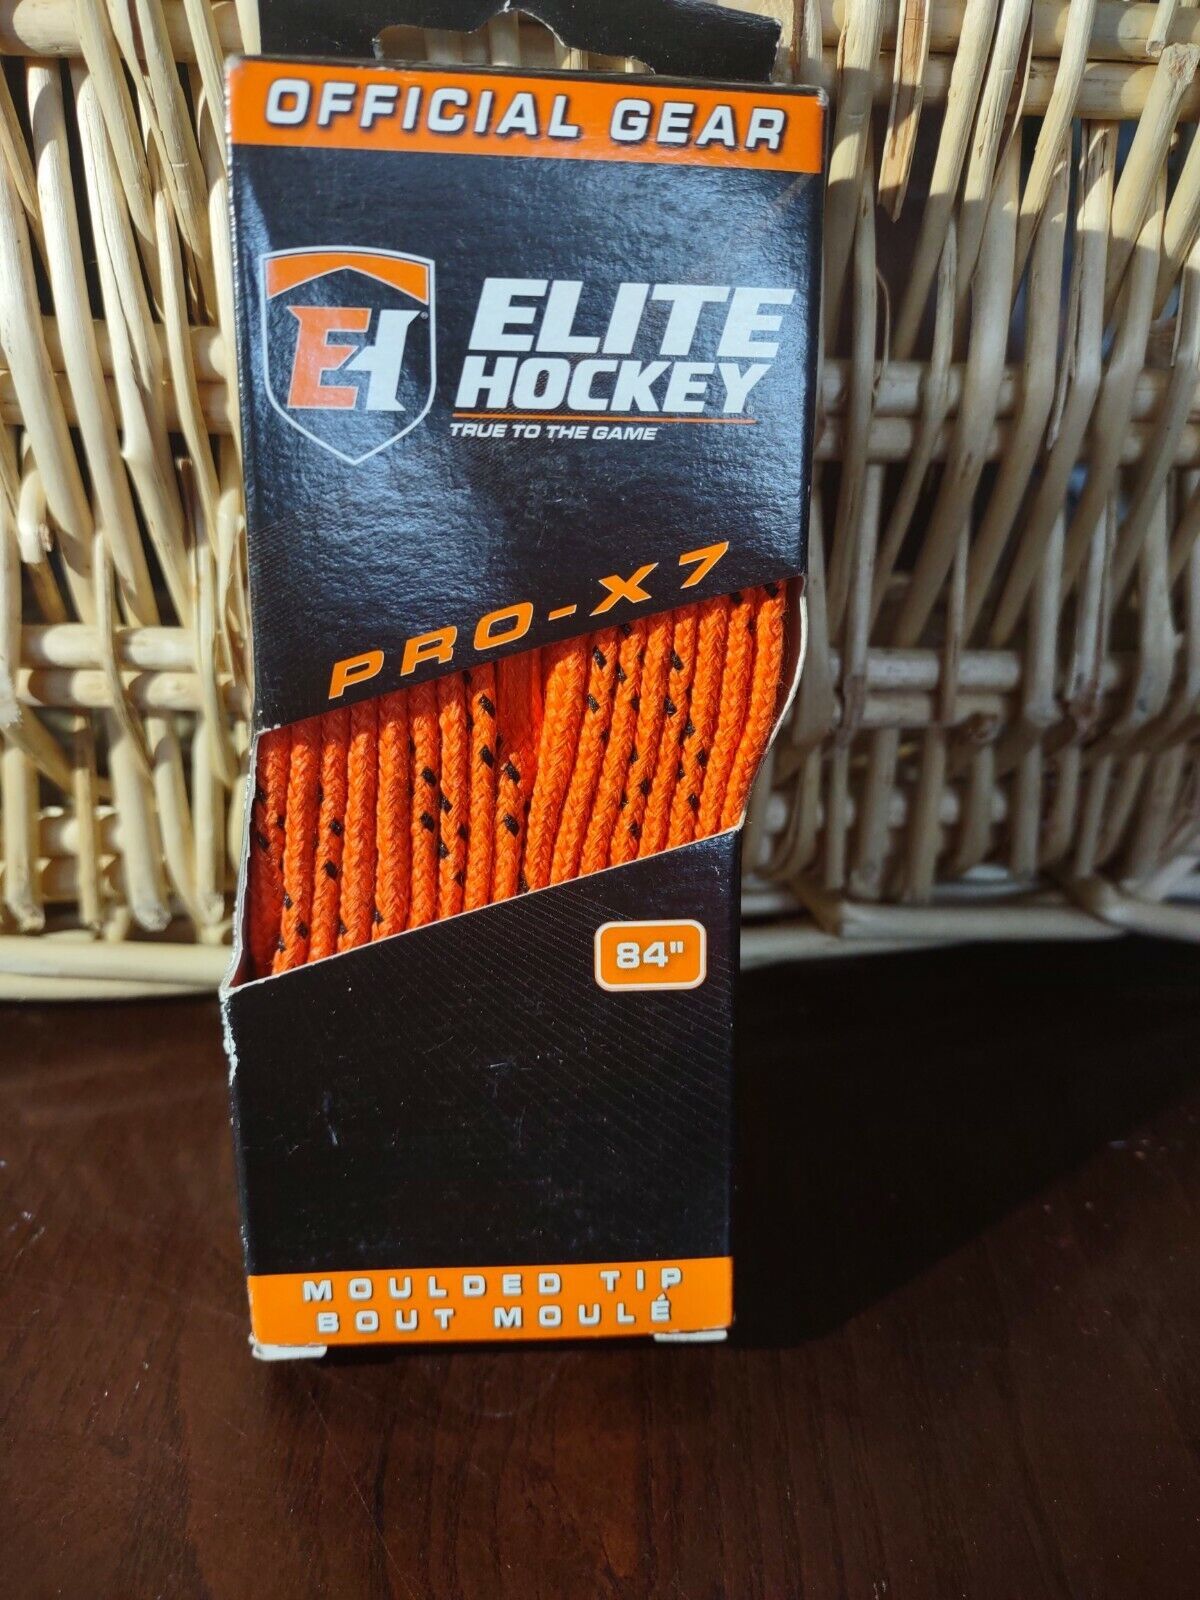 OFFICIAL GEAR
EH®
ELITE
HOCKEY®
TRUE TO THE GAME
PRO-X7
84"
MOULDED TIP
BOUT MOULÉ